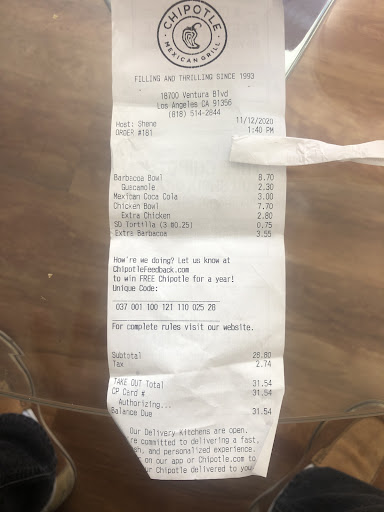 CHIPOTLE
MEXICAN GRILL
FILLING AND THRILLING SINCE 1993
18700 Ventura Blvd
Los Angeles CA 91356
(818) 514-2844
Host: Shane 11/12/2020
ORDER #181 1:40 PM
Barbacoa Bowl 8.70
Guacamole 2.30
Mexican Coca Cola 3.00
Chicken Bowl 7.70
Extra Chicken 2.80
SD Tortilla (3 @0.25) 0.75
Extra Barbacoa 3.55
How're we doing? Let us know at
Chipotlefeedback.com
to win FREE Chipotle for a year!
Unique Code:
037 001 100 121 110 025 28
For complete rules visit our website.
Subtotal 28.80
Tax 2.74
TAKE OUT Total 31.54
CP Card # 31.54
Authorizing...
Balance Due 31.54
Our Delivery Kitchens are open.
re committed to delivering a fast,
sh, and personalized experience.
on our app or Chipotle.com to
ur Chipotle delivered to you